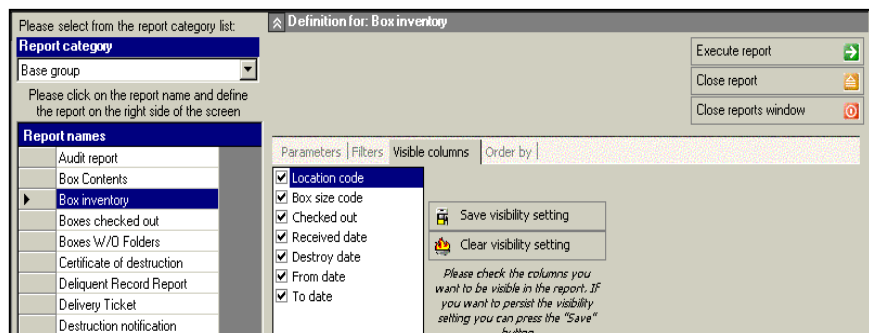 Please select from the report category list:
Report category
Base group
Please click on the report name and define
the report on the right side of the screen
Report names
Audit report
Box Contents
Box inventory
Boxes checked out
Boxes W/O Folders
Certificate of destruction
Deliquent Record Report
Delivery Ticket
Destruction notification
Definition for: Box inventory
Execute report
Close report
Close reports window
Parameters Filters Visible columns Order by
Location code
Box size code
Checked out
Received date
Destroy date
From date
To date
Save visibility setting
Clear visibility setting
Please check the columns you
want to be visible in the report. IF
you want to persist the visibility
setting you can press the "Save"
button